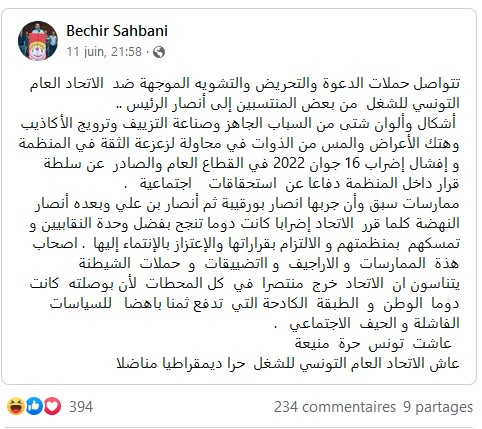 Bechir Sahbani
11 juin, 21:58 ·
تتواصل حملات الدعوة والتحريض والتشويه الموجهة ضد الاتحاد العام
التونسي للشغل من بعض المنتسبين إلى أنصار الرئيس ..
أشكال وألوان شتى من السباب الجاهز وصناعة التزييف وترويج الأكاذيب
وهتك الأعراض والمس من الذوات في محاولة لزعزعة الثقة في المنظمة
و إفشال إضراب 16 جوان 2022 في القطاع العام والصادر عن سلطة
قرار داخل المنظمة دفاعا عن استحقاقات اجتماعية .
ممارسات سبق وأن جربها انصار بورقيبة ثم أنصار بن علي وبعده أنصار
النهضة كلما قرر الاتحاد إضرابا كانت دوما تنجح بفضل وحدة النقابيين و
تمسكهم بمنظمتهم و الالتزام بقراراتها والإعتزاز بالإنتماء إليها . اصحاب
هذة الممارسات و الاراجيف و االتضييقات و حملات الشيطنة
يتناسون ان الاتحاد خرج منتصرا في كل المحطات لأن بوصلته كانت
دوما الوطن و الطبقة الكادحة التي تدفع ثمنا باهضا للسياسات
الفاشلة و الحيف الاجتماعي .
عاشت تونس حرة منيعة
عاش الاتحاد العام التونسي للشغل حرا ديمقراطيا مناضلا
394
234 commentaires 9 partages